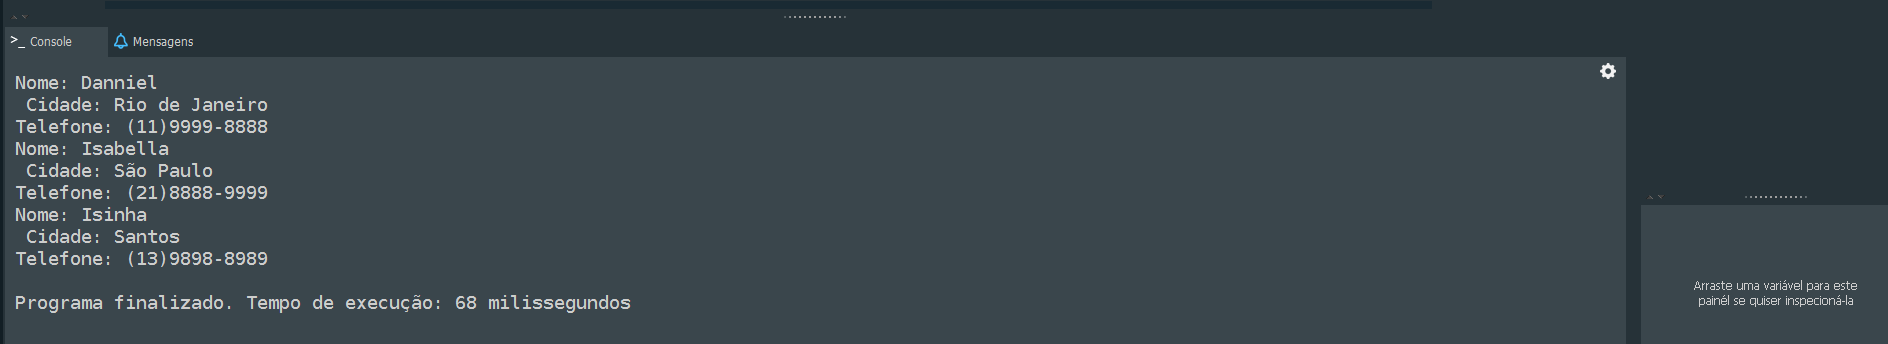 >_ Console
Mensagens
Nome: Danniel
Cidade: Rio de Janeiro
Telefone: (11)9999-8888
Nome: Isabella
Cidade: São Paulo
Telefone: (21)8888-9999
Nome: Isinha
Cidade: Santos
Telefone: (13)9898-8989
Programa finalizado. Tempo de execução: 68 milissegundos
Arraste uma variável para este
painél se quiser inspecioná-la